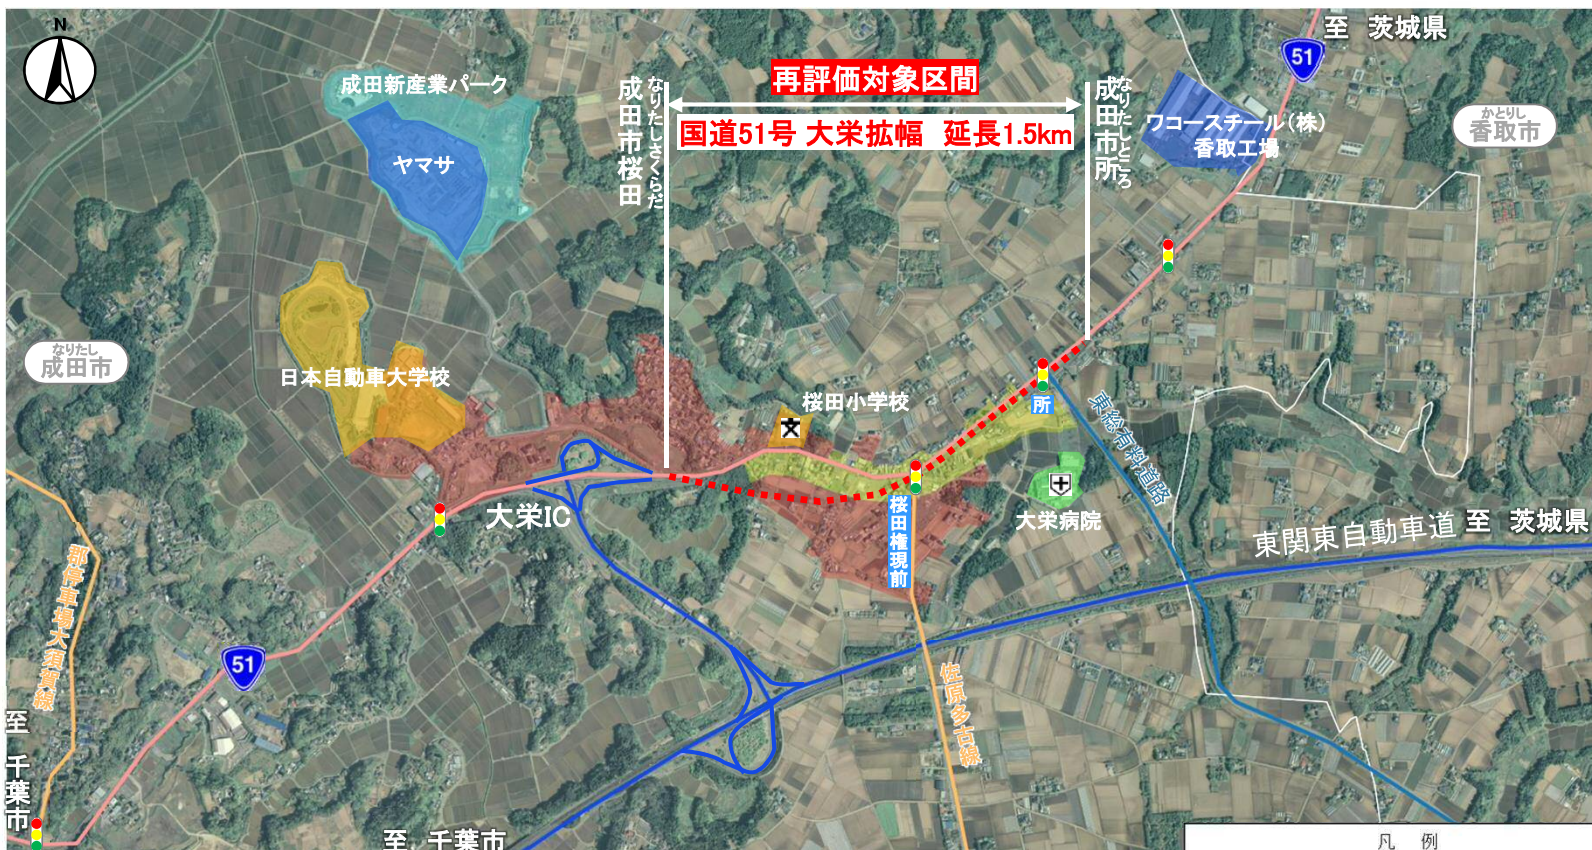 N
至 茨城県
51
成田新産業パーク
ヤマサ
成田市桜田
なりたしさくらだ
再評価対象区間
国道51号 大栄拡幅 延長1.5km
成田市所
なりたしところ
ワコースチール(株)
香取工場
かとりし
香取市
なりたし
成田市
日本自動車大学校
桜田小学校
文
所
東総有料道路
大栄IC
桜田権現前
大栄病院
東関東自動車道
至 茨城県
郡停車場大須賀線
51
佐原多古線
至 千葉市
至 千葉市
凡 例